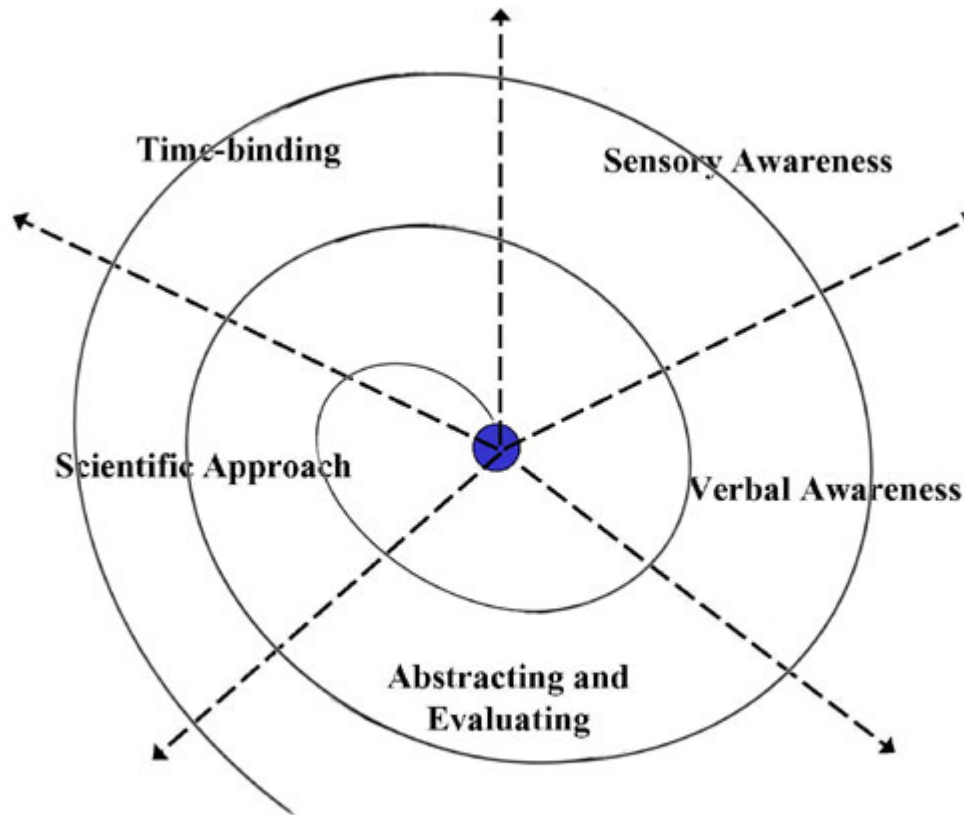 Time-binding
Sensory Awareness
Scientific Approach
Verbal Awareness
Abstracting and
Evaluating